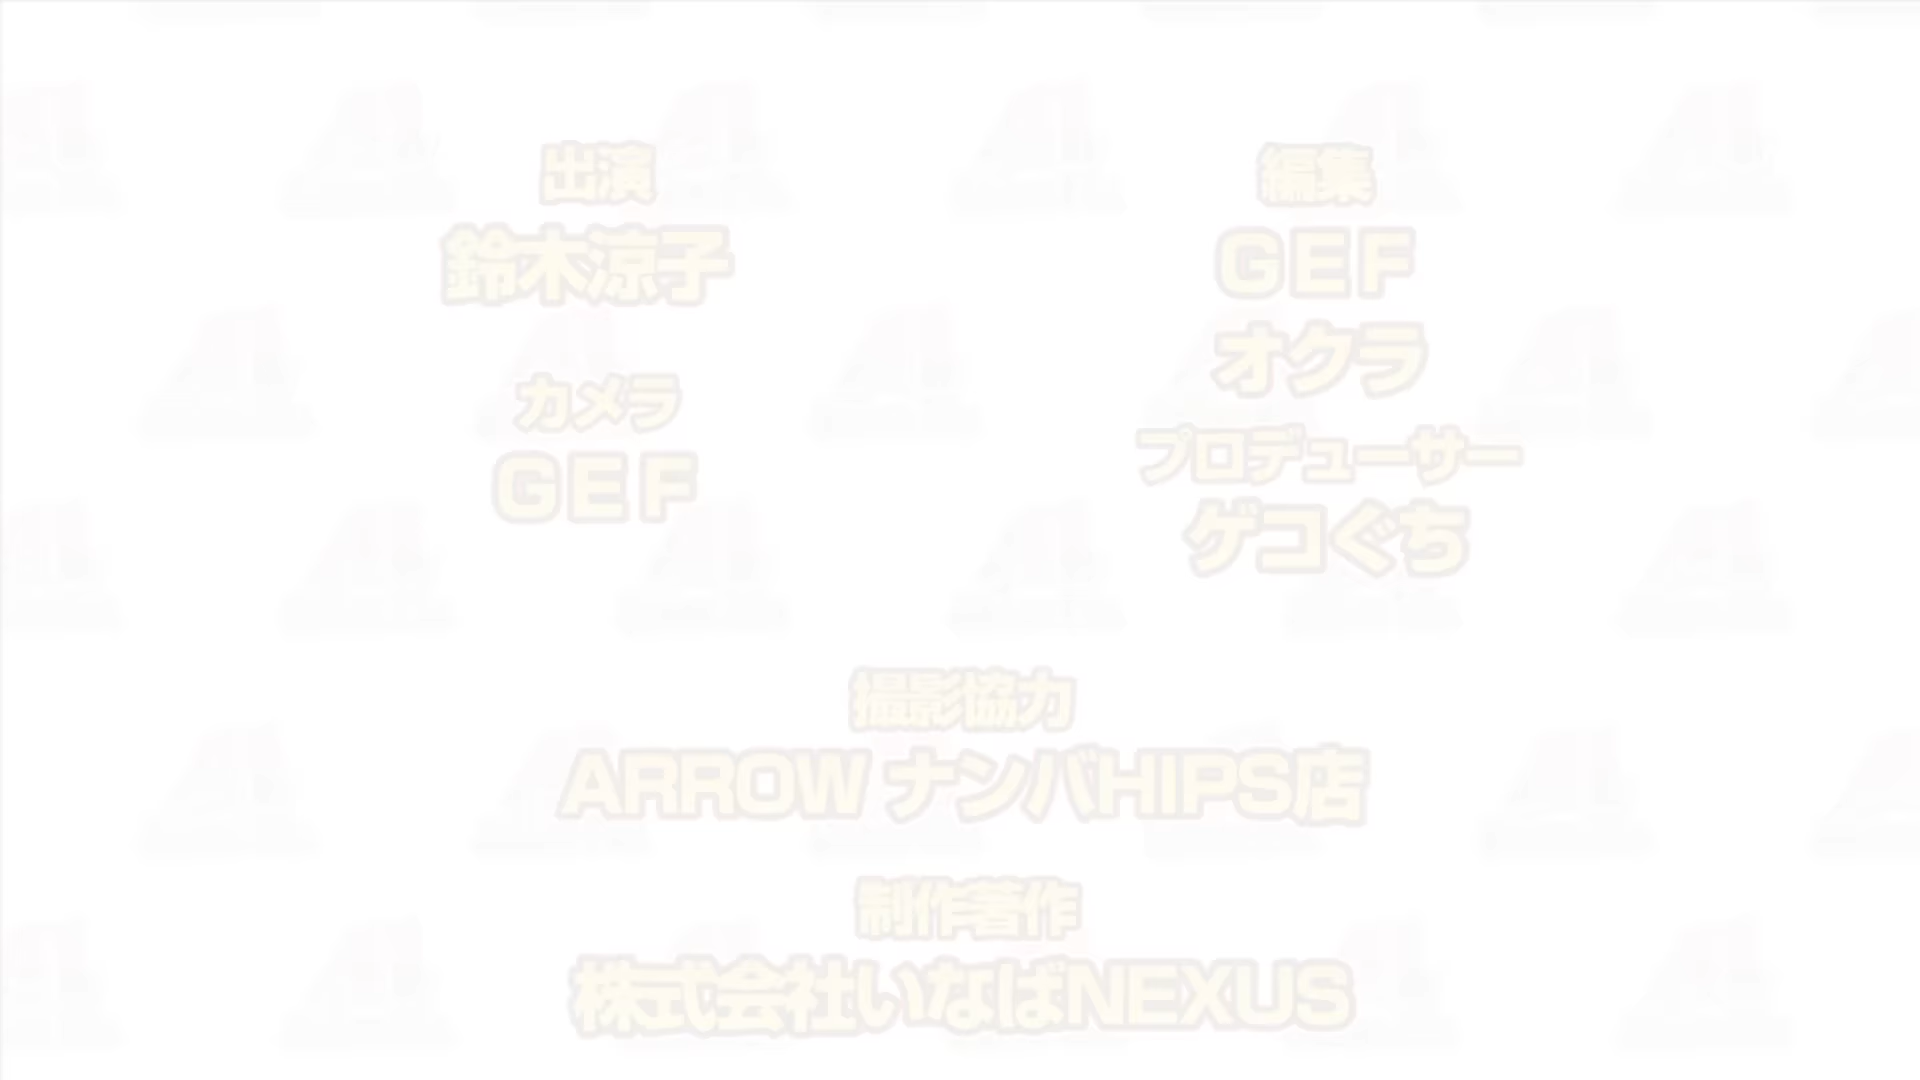 出演
鈴木涼子
カメラ
GEF
編集
GEF
オクラ
プロデューサー
ゲコぐち
撮影協力
ARROW ナンバHIPS店
制作著作
株式会社いなばNEXUS